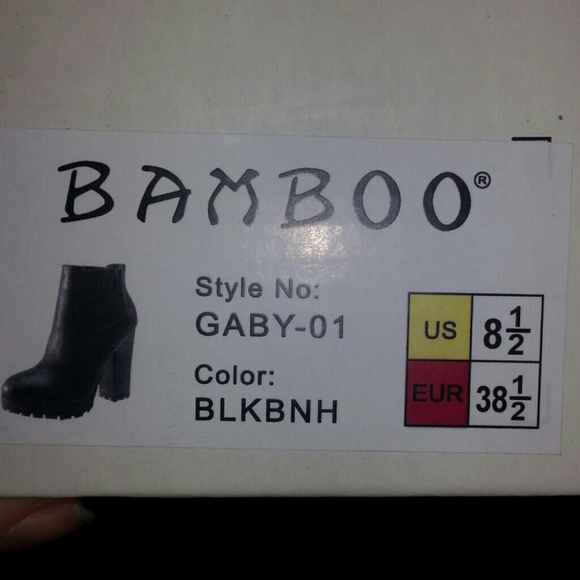 BAMBOO®
Style No:
GABY-01
Color:
BLKBNH
US 8 1/2
EUR 38 1/2